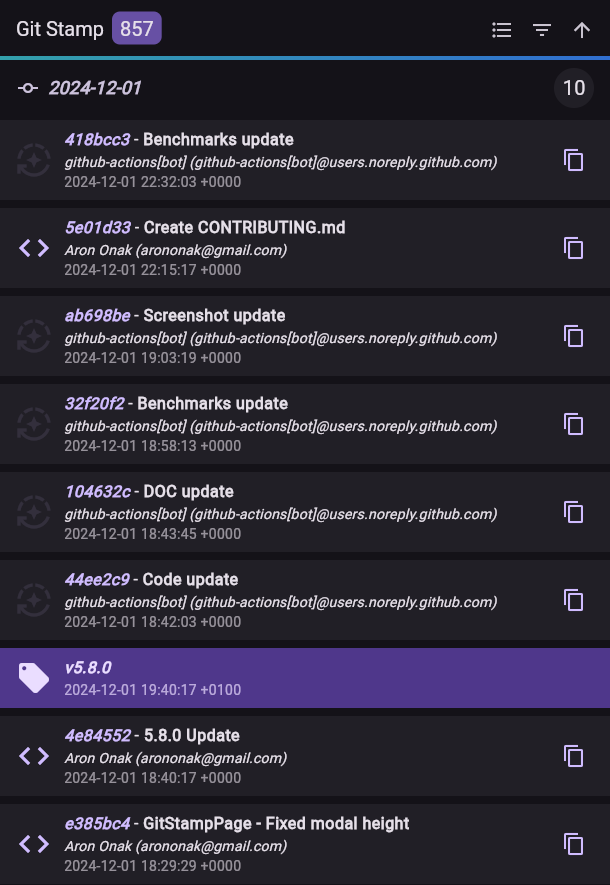 Git Stamp 857
2024-12-01 10
418bcc3 - Benchmarks update
github-actions[bot] (github-actions[bot]@users.noreply.github.com)
2024-12-01 22:32:03 +0000
5e01d33 - Create CONTRIBUTING.md
Aron Onak (arononak@gmail.com)
2024-12-01 22:15:17 +0000
ab698be - Screenshot update
github-actions[bot] (github-actions[bot]@users.noreply.github.com)
2024-12-01 19:03:19 +0000
32f20f2 - Benchmarks update
github-actions[bot] (github-actions[bot]@users.noreply.github.com)
2024-12-01 18:58:13 +0000
104632c - DOC update
github-actions[bot] (github-actions[bot]@users.noreply.github.com)
2024-12-01 18:43:45 +0000
44ee2c9 - Code update
github-actions[bot] (github-actions[bot]@users.noreply.github.com)
2024-12-01 18:42:03 +0000
v5.8.0
2024-12-01 19:40:17 +0100
4e84552 - 5.8.0 Update
Aron Onak (arononak@gmail.com)
2024-12-01 18:40:17 +0000
e385bc4 - GitStampPage - Fixed modal height
Aron Onak (arononak@gmail.com)
2024-12-01 18:29:29 +0000